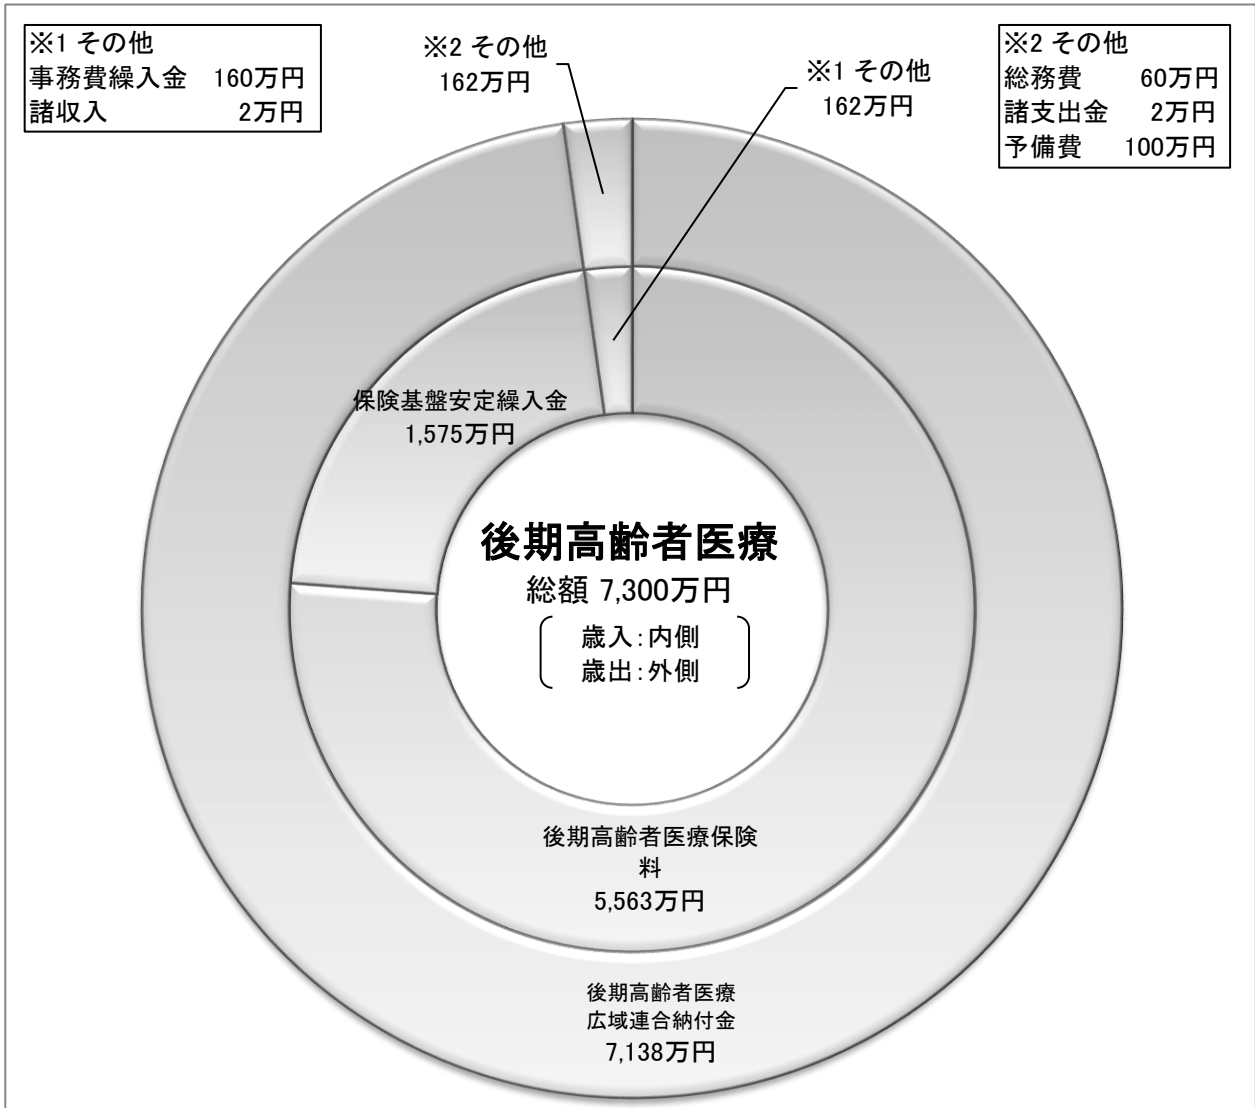 ※1 その他
事務費繰入金 160万円
諸収入 2万円
※2 その他
162万円
※1 その他
162万円
※2 その他
総務費 60万円
諸支出金 2万円
予備費 100万円
保険基盤安定繰入金
1,575万円
後期高齢者医療
総額 7,300万円
歳入:内側
歳出:外側
後期高齢者医療保険
料
5,563万円
後期高齢者医療
広域連合納付金
7,138万円